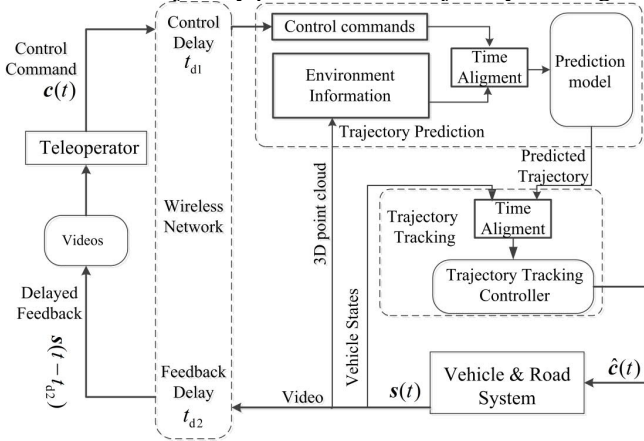 Control
Command
c(t)
Teleoperator
Videos
Delayed
Feedback
s(t − t_d2)
Control
Delay
t_d1
Wireless
Network
Feedback
Delay
t_d2
Control commands
Environment
Information
Time
Aligment
Prediction
model
Trajectory Prediction
3D point cloud
Predicted
Trajectory
Trajectory
Tracking
Time
Aligment
Trajectory Tracking
Controller
Vehicle States
Video
s(t)
Vehicle & Road
System
ĉ(t)